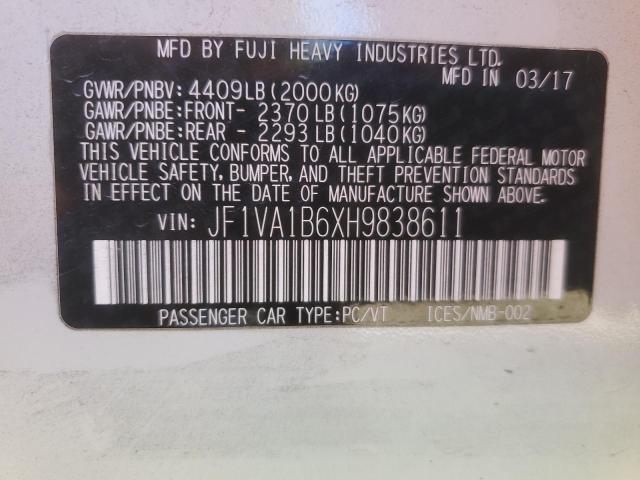 MFD BY FUJI HEAVY INDUSTRIES LTD.
MFD IN 03/17
GVWR/PNBV: 4409LB (2000KG)
GAWR/PNBE:FRONT- 2370 LB (1075KG)
GAWR/PNBE:REAR - 2293 LB (1040KG)
THIS VEHICLE CONFORMS TO ALL APPLICABLE FEDERAL MOTOR
VEHICLE SAFETY, BUMPER, AND THEFT PREVENTION STANDARDS
IN EFFECT ON THE DATE OF MANUFACTURE SHOWN ABOVE.
VIN: JF1VA1B6XH9838611
PASSENGER CAR TYPE:PC/VT ICES/NMB-002